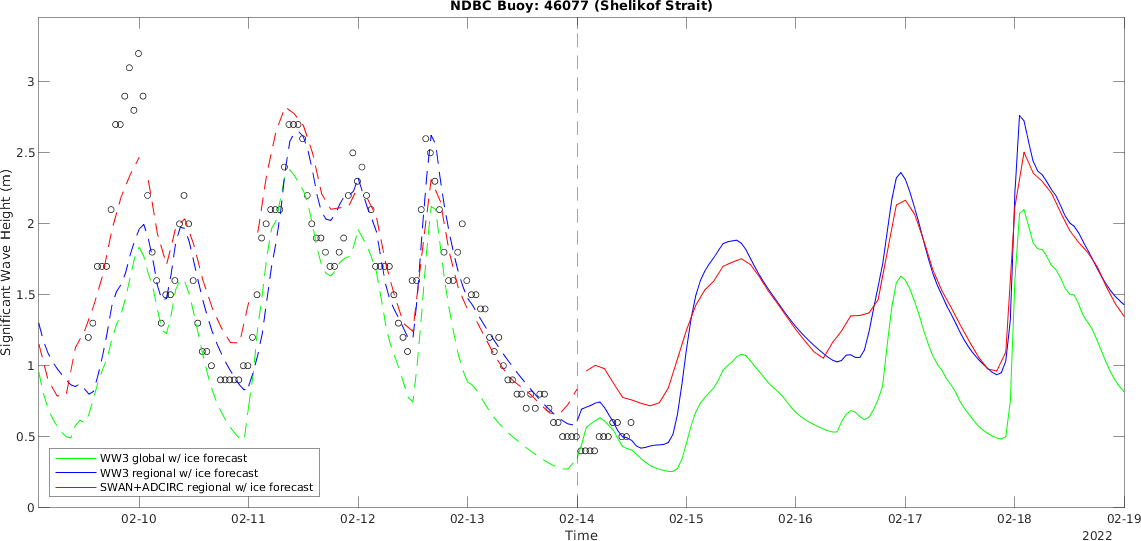 NDBC Buoy: 46077 (Shelikof Strait)
Significant Wave Height (m)
3
2.5
2
1.5
1
0.5
0
WW3 global w/ ice forecast
WW3 regional w/ ice forecast
SWAN+ADCIRC regional w/ ice forecast
02-10 02-11 02-12 02-13 02-14 02-15 02-16 02-17 02-18 02-19
Time
2022